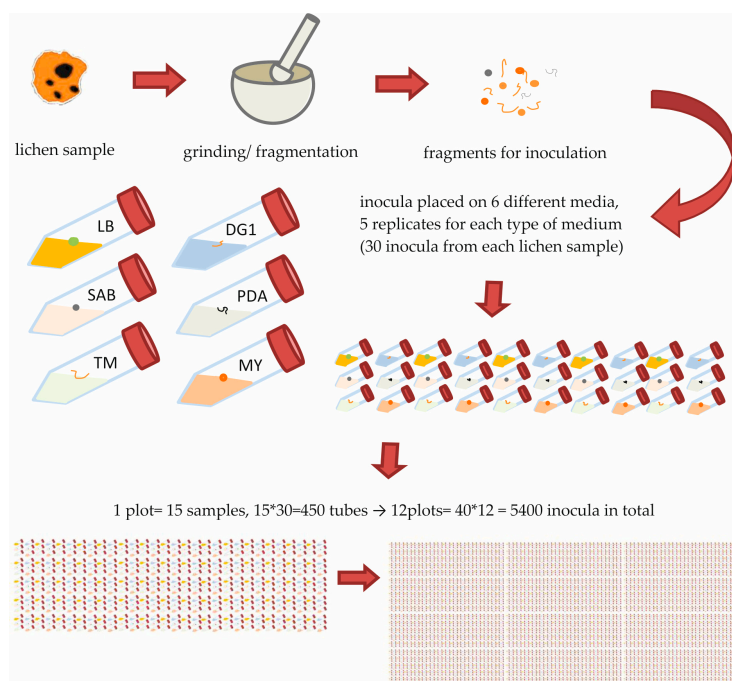 lichen sample
grinding/ fragmentation
fragments for inoculation
inocula placed on 6 different media,
5 replicates for each type of medium
(30 inocula from each lichen sample)
LB
DG1
SAB
PDA
TM
MY
1 plot= 15 samples, 15*30=450 tubes → 12plots= 40*12 = 5400 inocula in total